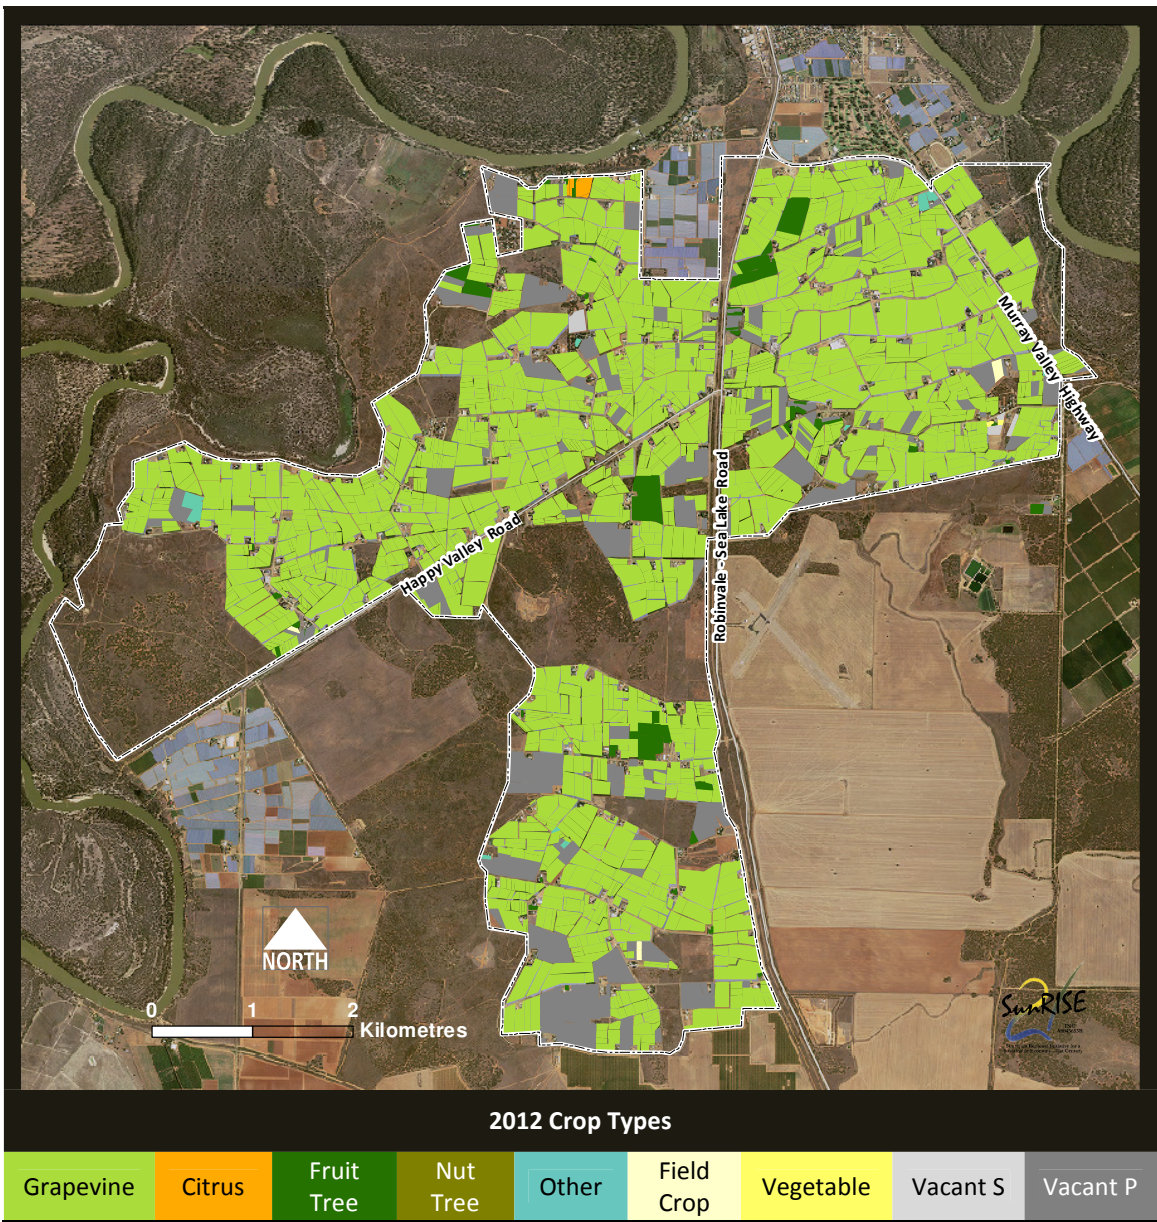 Murray Valley Highway
Robinvale - Sea Lake Road
Happy Valley Road
NORTH
0 1 2
Kilometres
SunRISE
2012 Crop Types
Grapevine
Citrus
Fruit
Tree
Nut
Tree
Other
Field
Crop
Vegetable
Vacant S
Vacant P